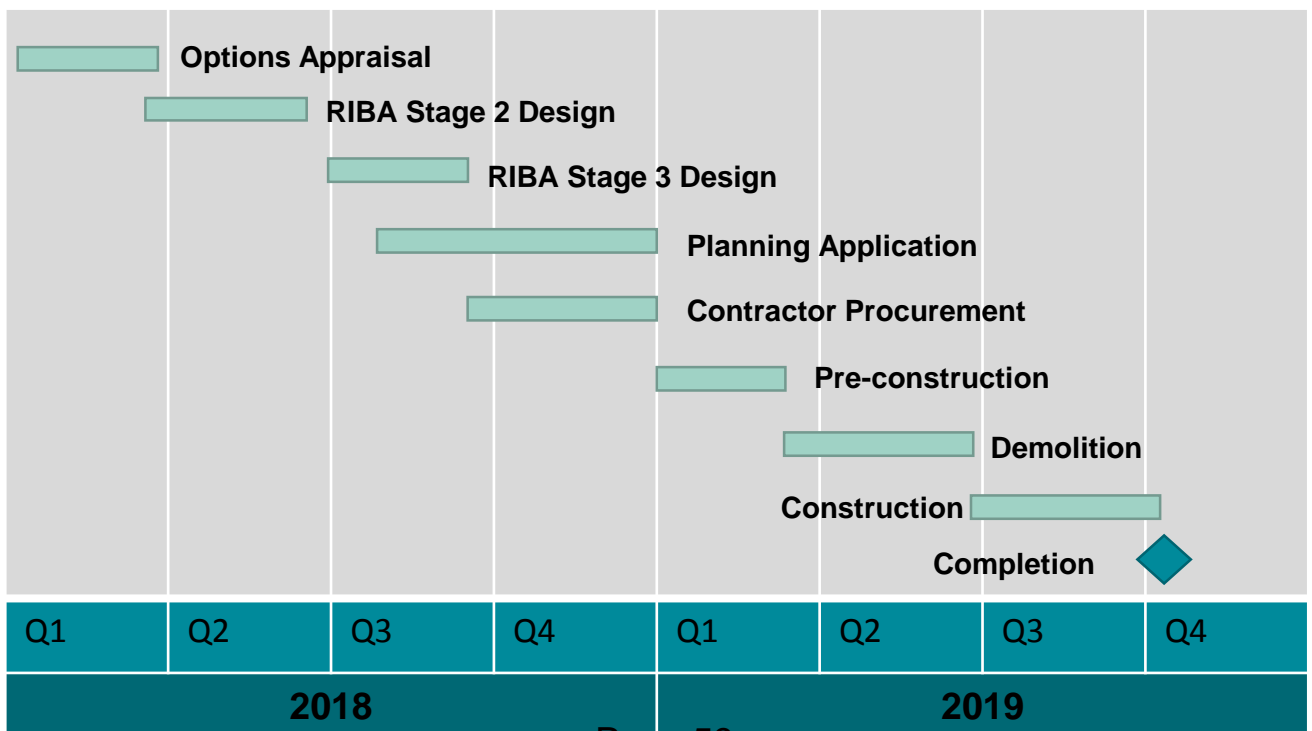 Options Appraisal
RIBA Stage 2 Design
RIBA Stage 3 Design
Planning Application
Contractor Procurement
Pre-construction
Demolition
Construction
Completion
Q1 Q2 Q3 Q4 Q1 Q2 Q3 Q4
2018 2019